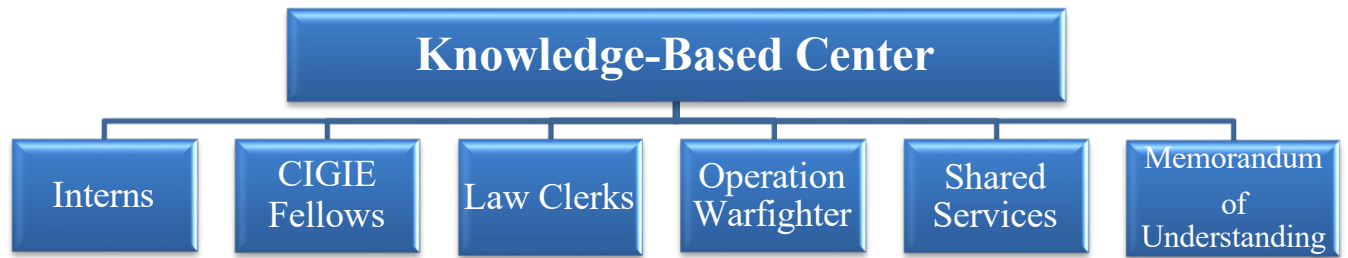 Knowledge-Based Center
Interns
CIGIE
Fellows
Law Clerks
Operation
Warfighter
Shared
Services
Memorandum
of
Understanding